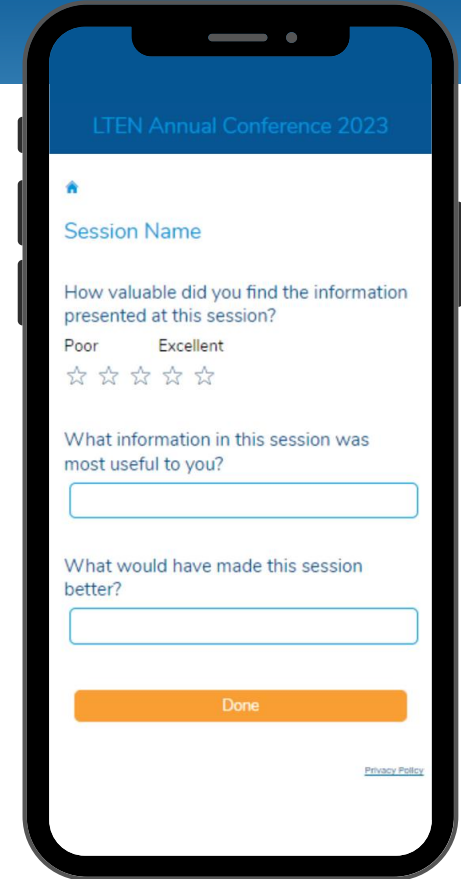 LTEN Annual Conference 2023
Session Name
How valuable did you find the information
presented at this session?
Poor Excellent
What information in this session was
most useful to you?
What would have made this session
better?
Done
Privacy Policy